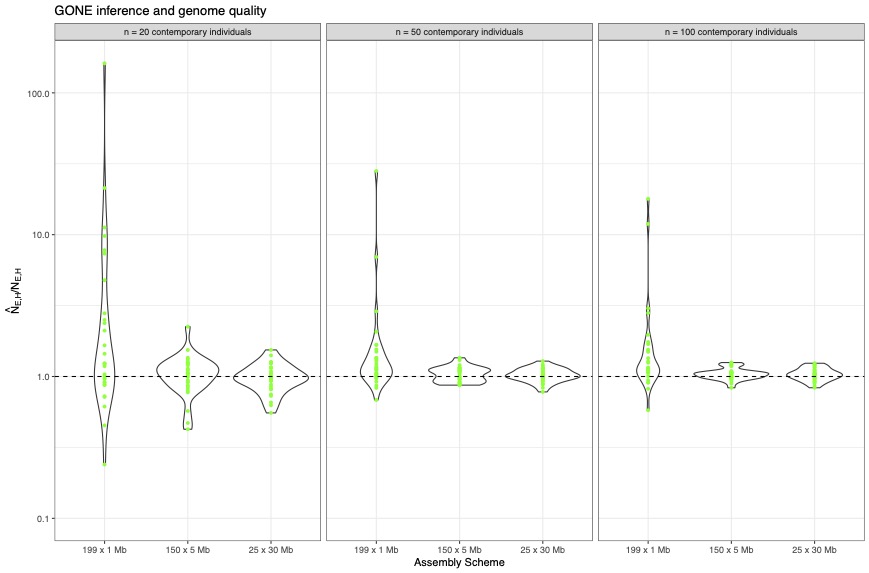 GONE inference and genome quality
n = 20 contemporary individuals
n = 50 contemporary individuals
n = 100 contemporary individuals
N̂E,H/NE,H
100.0
10.0
1.0
0.1
199 x 1 Mb
150 x 5 Mb
25 x 30 Mb
199 x 1 Mb
150 x 5 Mb
25 x 30 Mb
199 x 1 Mb
150 x 5 Mb
25 x 30 Mb
Assembly Scheme